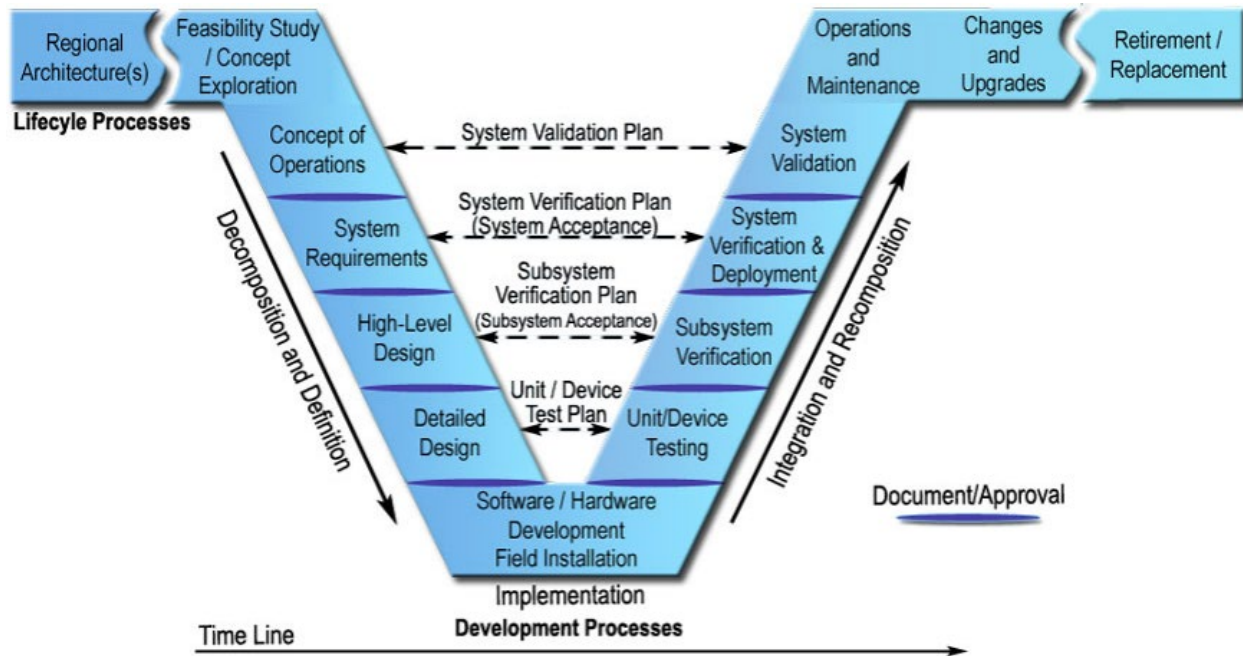 Regional
Architecture(s)
Feasibility Study
/ Concept
Exploration
Operations
and
Maintenance
Changes
and
Upgrades
Retirement /
Replacement
Lifecyle Processes
Concept of
Operations
System Validation Plan
System
Validation
System
Requirements
System Verification Plan
(System Acceptance)
System
Verification &
Deployment
High-Level
Design
Subsystem
Verification Plan
(Subsystem Acceptance)
Subsystem
Verification
Detailed
Design
Unit / Device
Test Plan
Unit/Device
Testing
Decomposition and Definition
Integration and Recomposition
Software / Hardware
Development
Field Installation
Document/Approval
Implementation
Development Processes
Time Line